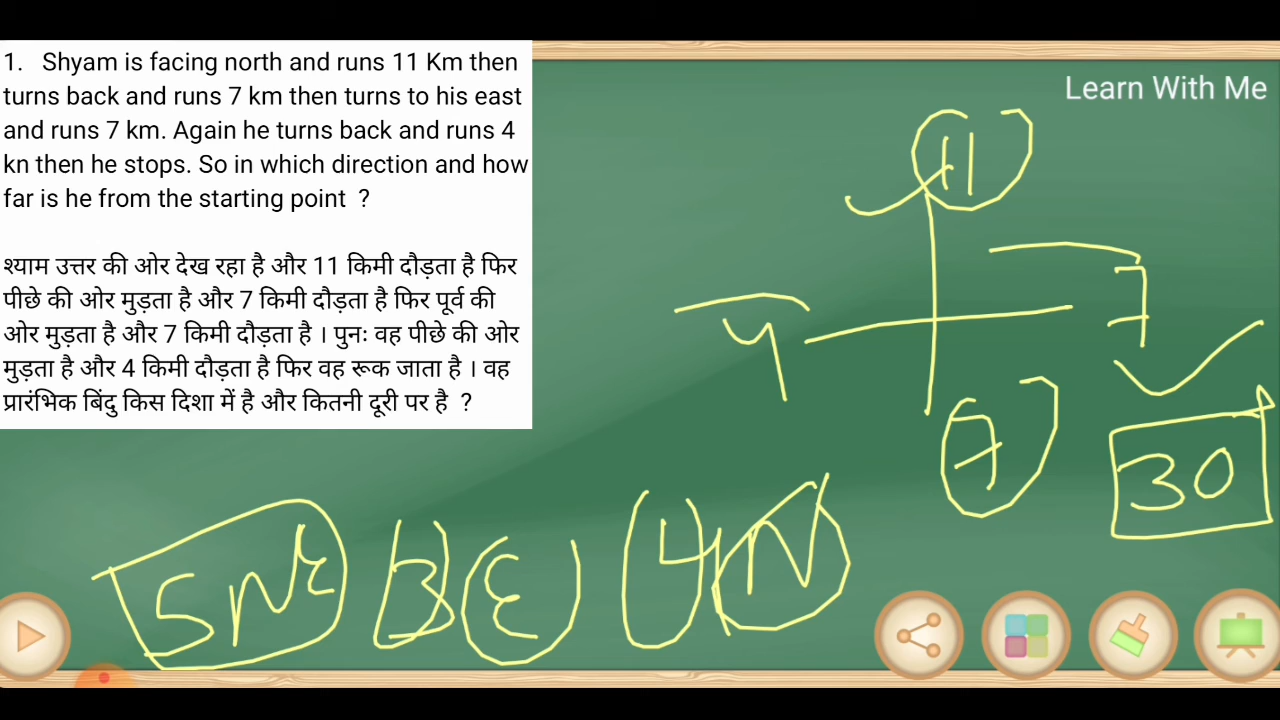 1. Shyam is facing north and runs 11 Km then
turns back and runs 7 km then turns to his east
and runs 7 km. Again he turns back and runs 4
kn then he stops. So in which direction and how
far is he from the starting point ?
श्याम उत्तर की ओर देख रहा है और 11 किमी दौड़ता है फिर
पीछे की ओर मुड़ता है और 7 किमी दौड़ता है फिर पूर्व की
ओर मुड़ता है और 7 किमी दौड़ता है । पुनः वह पीछे की ओर
मुड़ता है और 4 किमी दौड़ता है फिर वह रूक जाता है । वह
प्रारंभिक बिंदु किस दिशा में है और कितनी दूरी पर है ?
Learn With Me
11
7
4
7
30
5NE 3 E 4 N